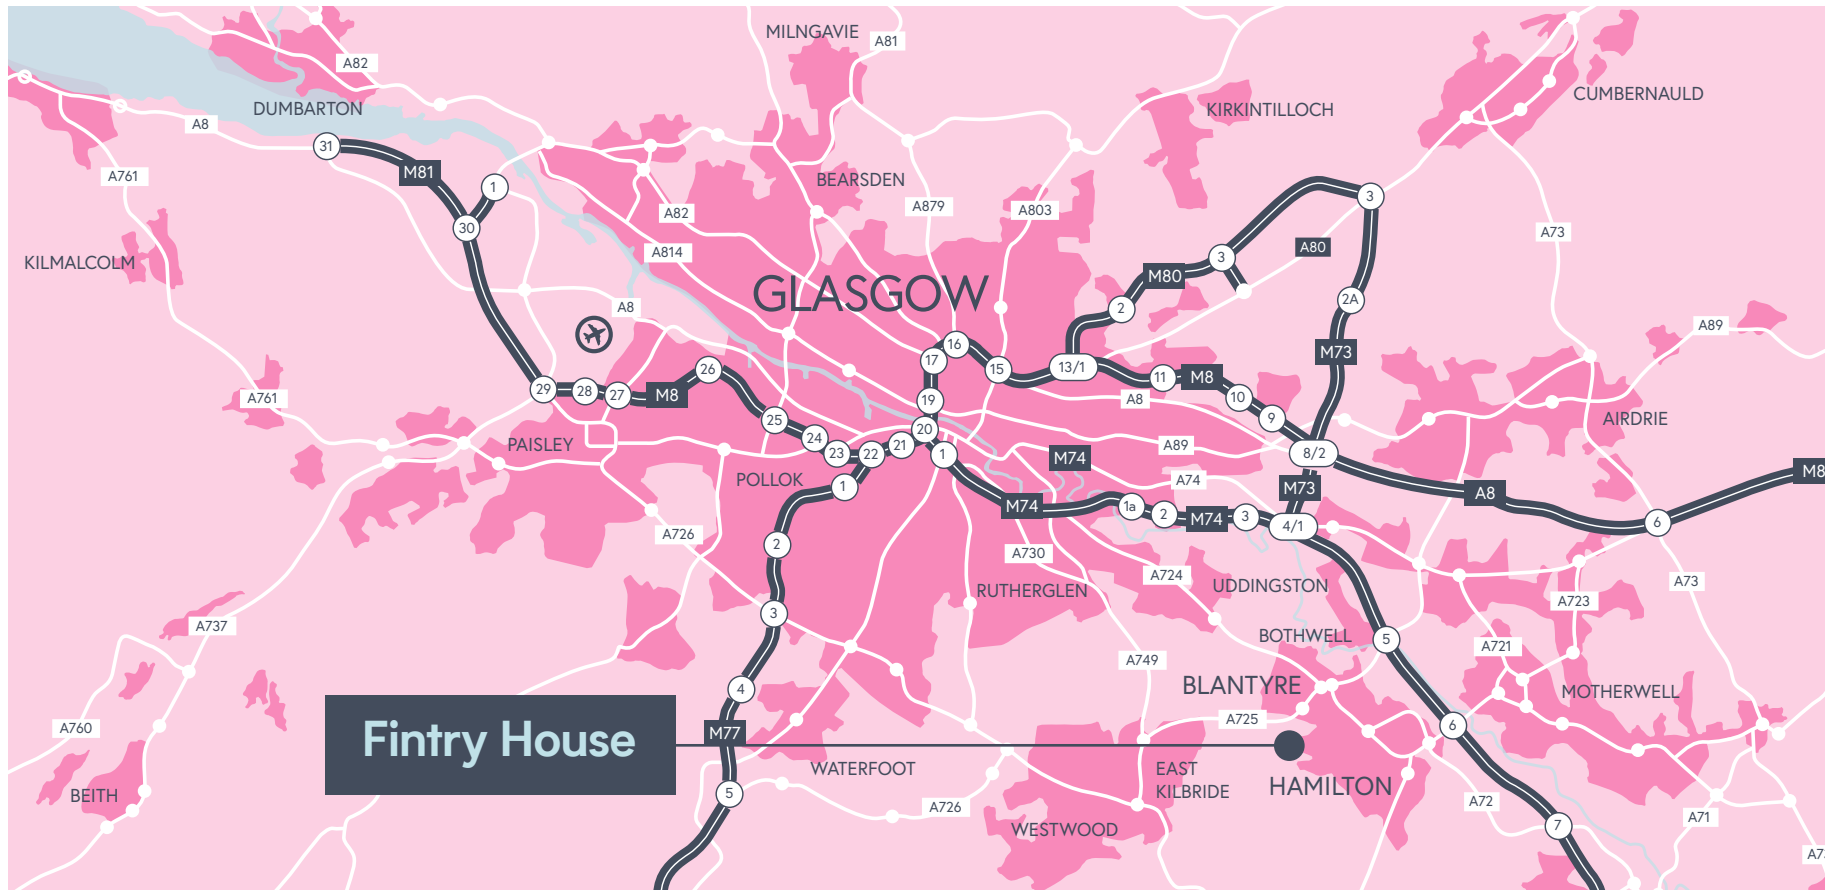 MILNGAVIE
A81
A82
CUMBERNAULD
DUMBARTON
KIRKINTILLOCH
A8
31
M81
A761
1
BEARSDEN
3
A82
A879
A803
30
A73
A80
KILMALCOLM
A814
3
M80
GLASGOW
2A
A8
2
A89
16
M73
17
13/1
15
26
11
M8
29
28
27
M8
A761
A8
10
19
9
AIRDRIE
25
20
24
PAISLEY
21
A89
23
22
1
8/2
M74
M8
POLLOK
A74
1
M73
A8
M74
1a
2
M74
3
4/1
6
A726
2
A730
A724
RUTHERGLEN
UDDINGSTON
A73
A723
3
A737
BOTHWELL
5
A721
A749
BLANTYRE
4
MOTHERWELL
A725
A760
M77
6
Fintry House
WATERFOOT
EAST
KILBRIDE
HAMILTON
BEITH
5
A72
A726
A71
WESTWOOD
7